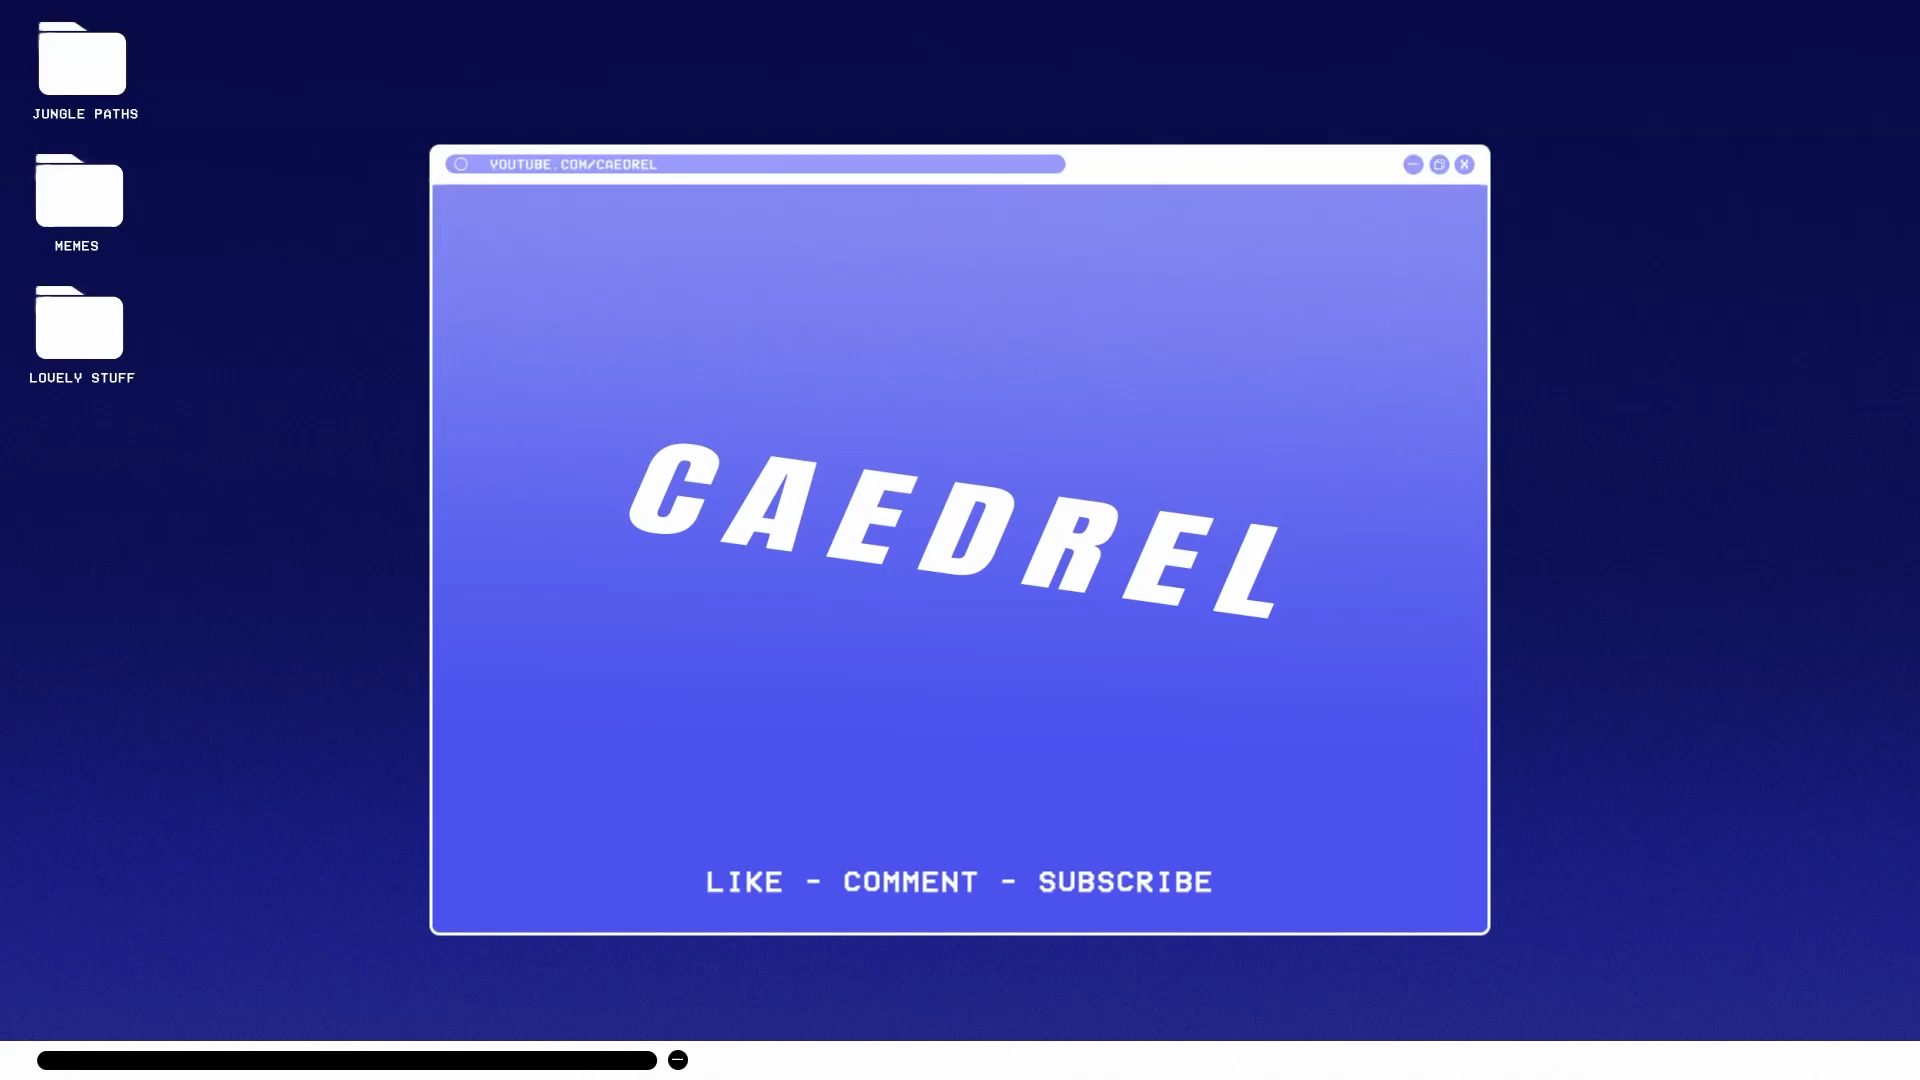 JUNGLE PATHS
MEMES
LOVELY STUFF
YOUTUBE.COM/CAEDREL
CAEDREL
LIKE - COMMENT - SUBSCRIBE